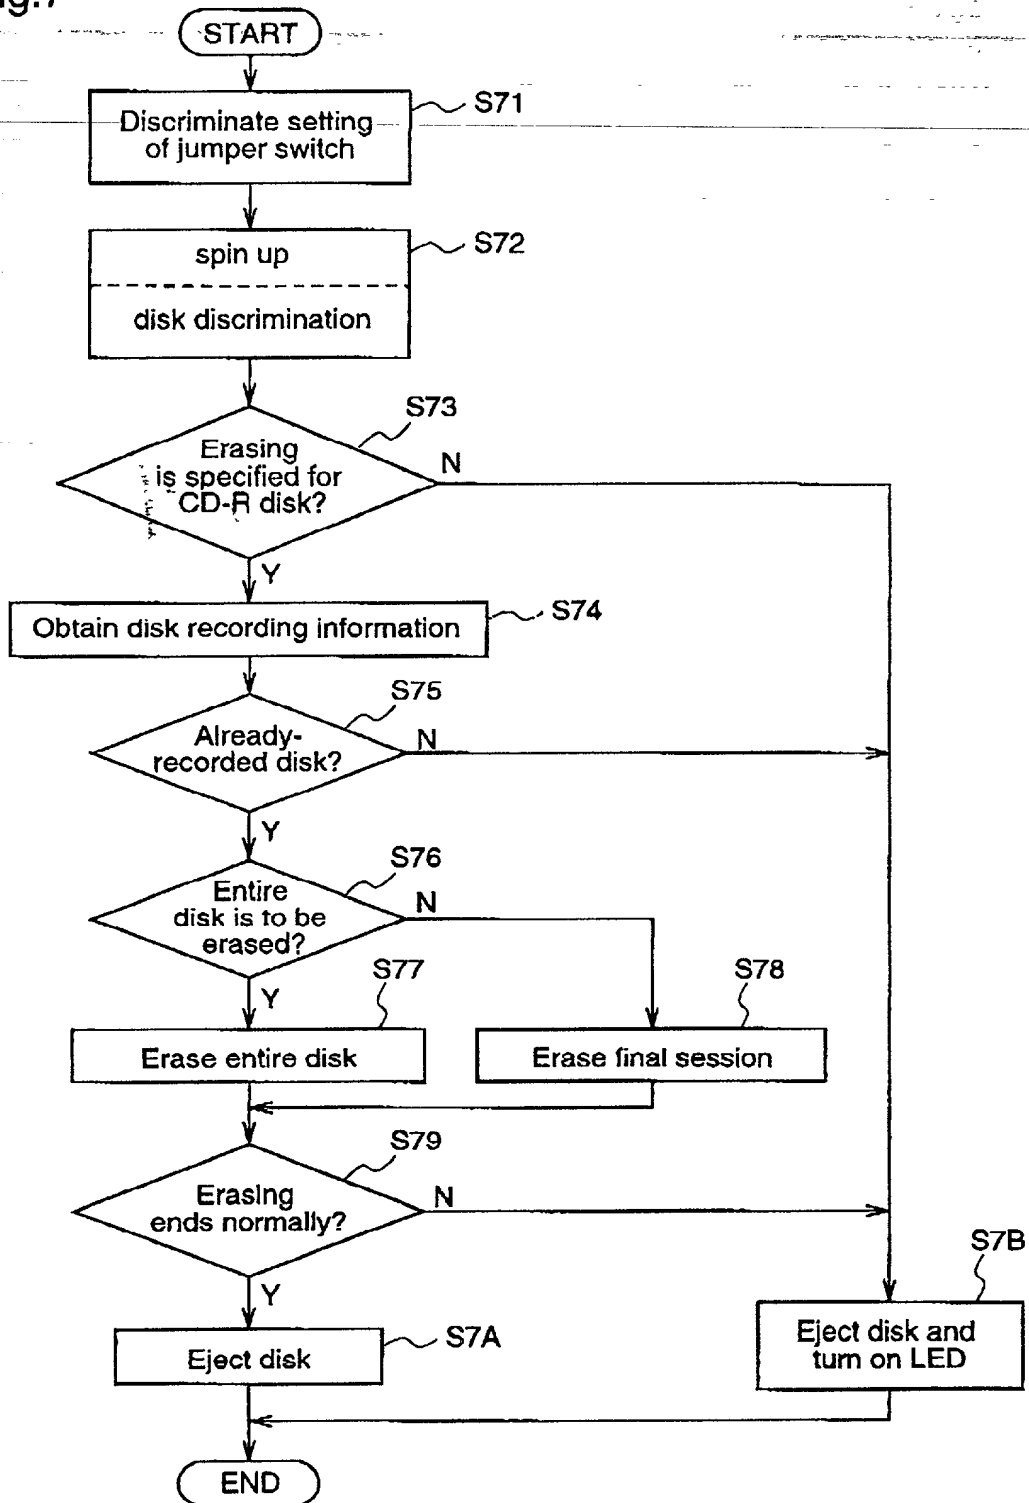 START
S71
Discriminate setting
of jumper switch
S72
spin up
disk discrimination
S73
Erasing
is specified for
CD-R disk?
N
Y
S74
Obtain disk recording information
S75
Already-
recorded disk?
N
Y
S76
Entire
disk is to be
erased?
N
Y
S77
S78
Erase entire disk
Erase final session
S79
Erasing
ends normally?
N
Y
S7B
S7A
Eject disk
Eject disk and
turn on LED
END